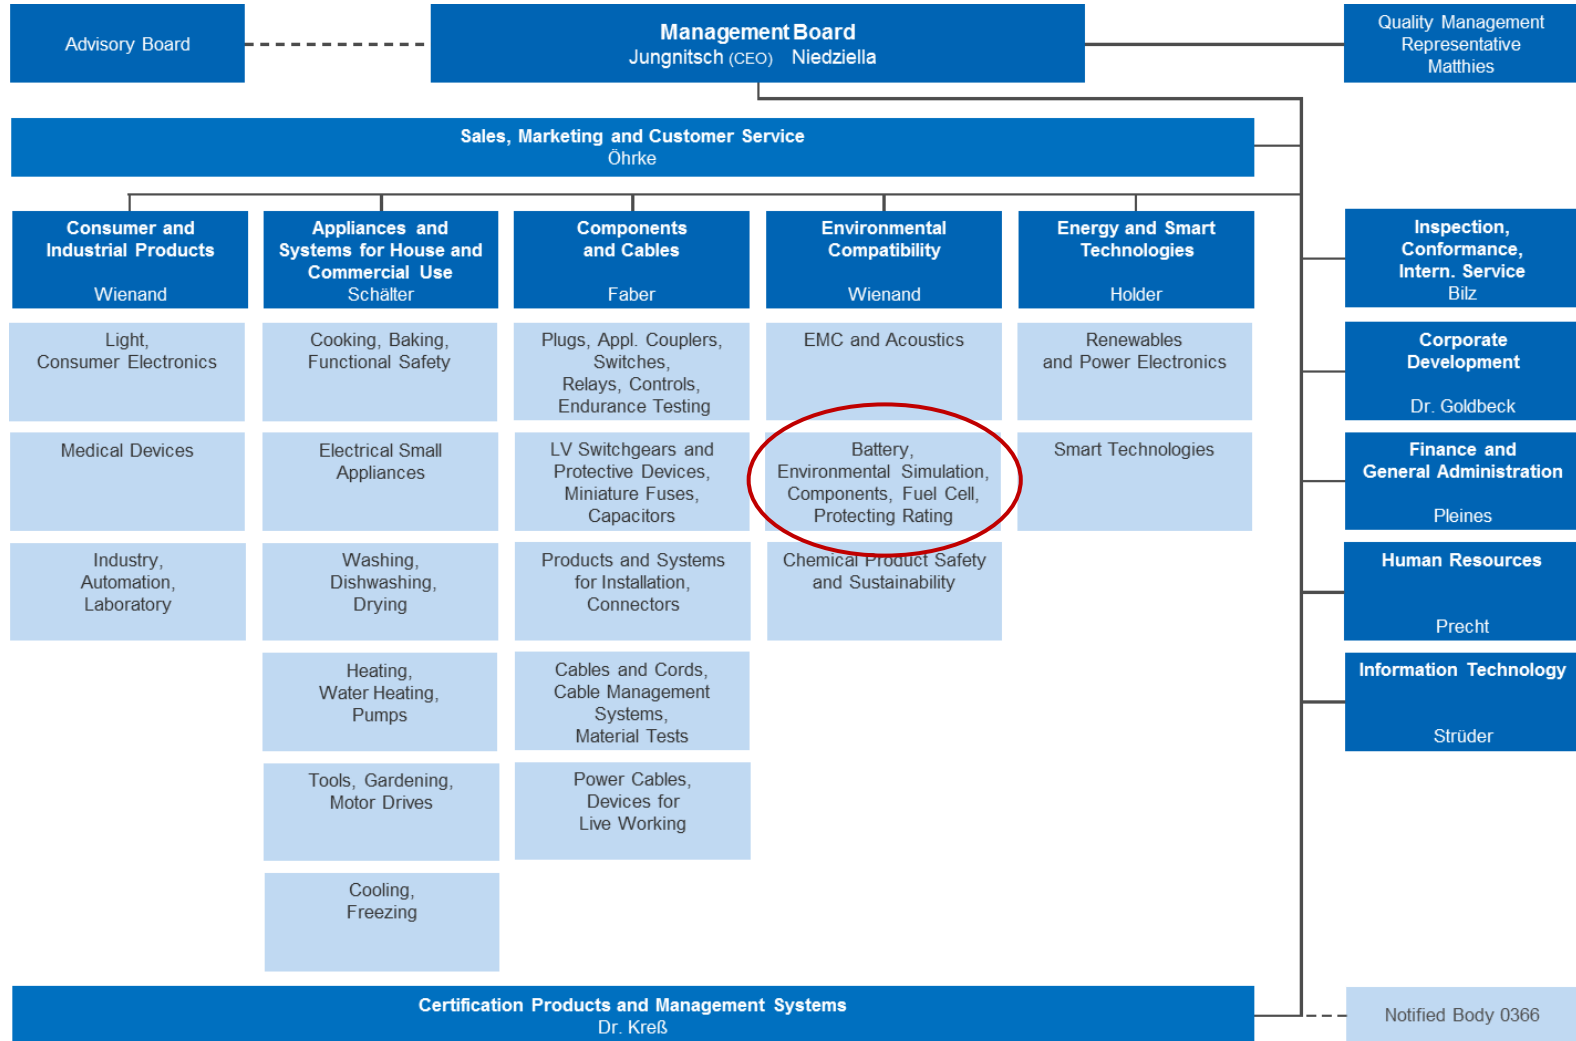 Advisory Board
Management Board
Jungnitsch (CEO) Niedziella
Quality Management
Representative
Matthies
Sales, Marketing and Customer Service
Öhrke
Consumer and
Industrial Products
Wienand
Appliances and
Systems for House and
Commercial Use
Schälter
Components
and Cables
Faber
Environmental
Compatibility
Wienand
Energy and Smart
Technologies
Holder
Inspection,
Conformance,
Intern. Service
Bilz
Light,
Consumer Electronics
Cooking, Baking,
Functional Safety
Plugs, Appl. Couplers,
Switches,
Relays, Controls,
Endurance Testing
EMC and Acoustics
Renewables
and Power Electronics
Corporate
Development
Dr. Goldbeck
Medical Devices
Electrical Small
Appliances
LV Switchgears and
Protective Devices,
Miniature Fuses,
Capacitors
Battery,
Environmental Simulation,
Components, Fuel Cell,
Protecting Rating
Smart Technologies
Finance and
General Administration
Pleines
Industry,
Automation,
Laboratory
Washing,
Dishwashing,
Drying
Products and Systems
for Installation,
Connectors
Chemical Product Safety
and Sustainability
Human Resources
Precht
Heating,
Water Heating,
Pumps
Cables and Cords,
Cable Management
Systems,
Material Tests
Information Technology
Strüder
Tools, Gardening,
Motor Drives
Power Cables,
Devices for
Live Working
Cooling,
Freezing
Certification Products and Management Systems
Dr. Kreß
Notified Body 0366